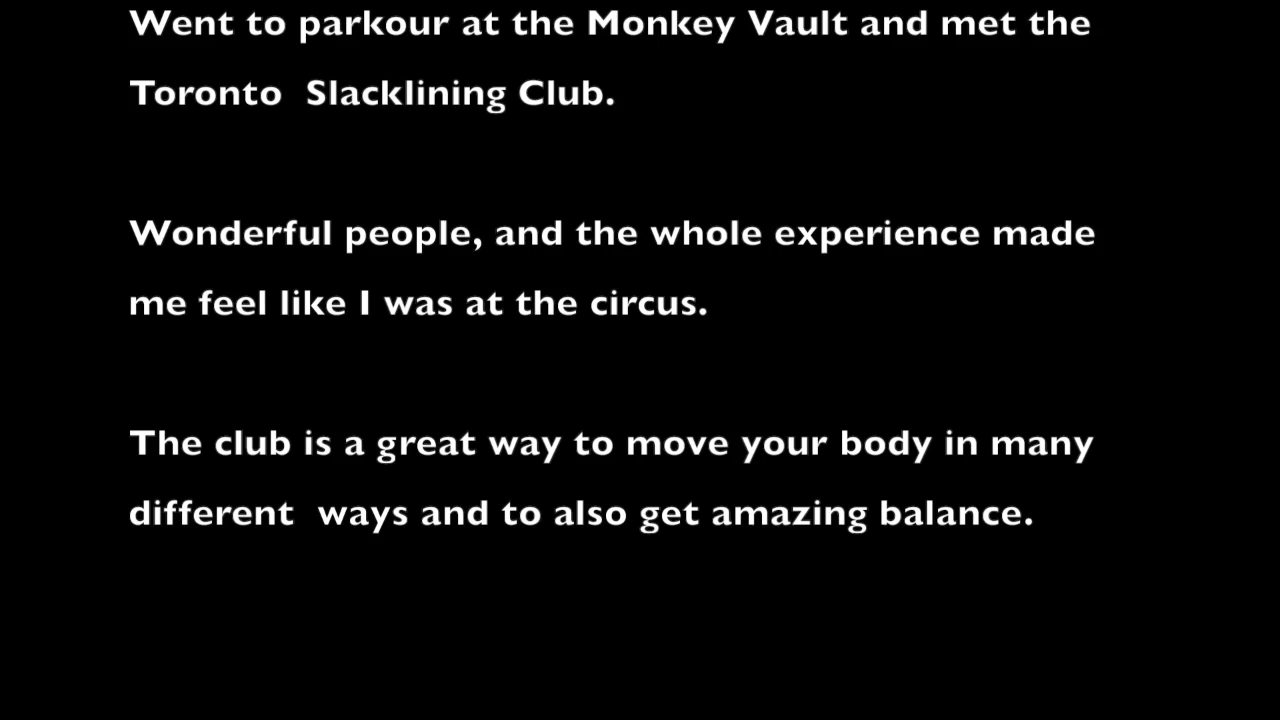 Went to parkour at the Monkey Vault and met the
Toronto  Slacklining Club.
Wonderful people, and the whole experience made
me feel like I was at the circus.
The club is a great way to move your body in many
different  ways and to also get amazing balance.